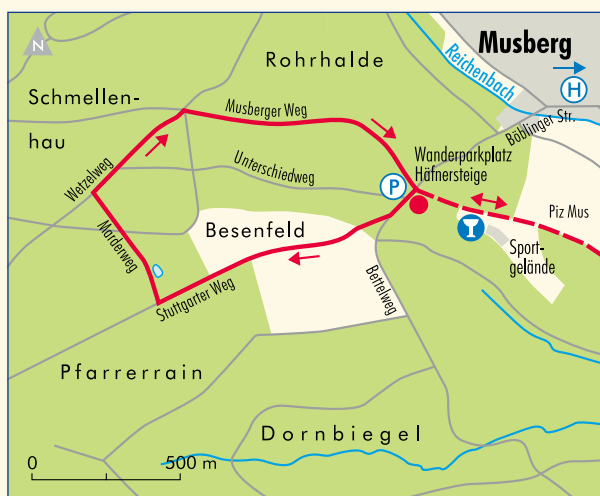 N
Rohrhalde
Musberg
Reichenbach
H
Schmellen-
hau
Musberger Weg
Böblinger Str.
Wanderparkplatz
Häfnersteige
Unterschiedweg
Wetzelweg
P
Piz Mus
Besenfeld
Sport-
gelände
Marderweg
Stuttgarter Weg
Bettelweg
Pfarrerrain
Dornbiegel
0
500 m